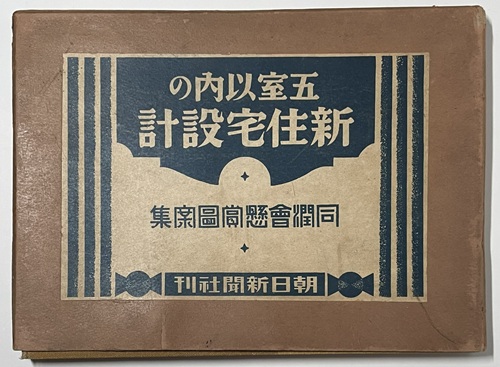 五室以内の
新住宅設計
同潤會懸賞圖案集
朝日新聞社刊